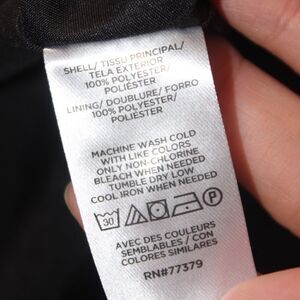 SHELL/ TISSU PRINCIPAL/
TELA EXTERIOR
100% POLYESTER/
POLIÉSTER
LINING/ DOUBLURE/ FORRO
100% POLYESTER/
POLIÉSTER
MACHINE WASH COLD
WITH LIKE COLORS
ONLY NON-CHLORINE
BLEACH WHEN NEEDED
TUMBLE DRY LOW
COOL IRON WHEN NEEDED
30 P
AVEC DES COULEURS
SEMBLABLES / CON
COLORES SIMILARES
RN#77379